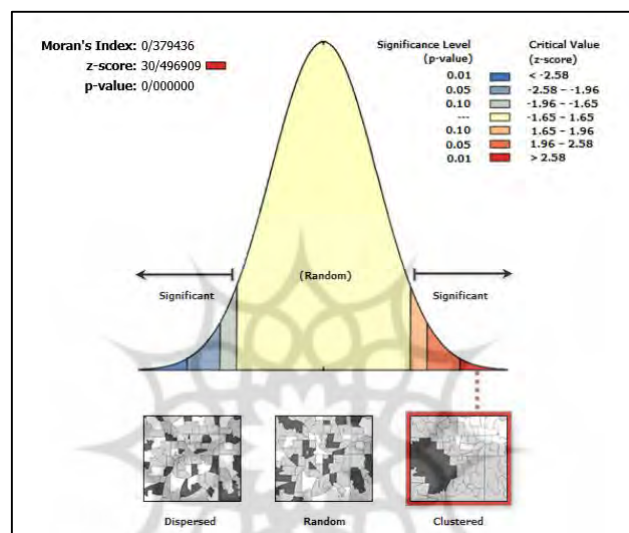 Moran's Index: 0/379436
z-score: 30/496909
p-value: 0/000000
Significance Level
(p-value)
Critical Value
(z-score)
0.01 < -2.58
0.05 -2.58 – -1.96
0.10 -1.96 – -1.65
--- -1.65 – 1.65
0.10 1.65 – 1.96
0.05 1.96 – 2.58
0.01 > 2.58
(Random)
Significant Significant
Dispersed Random Clustered